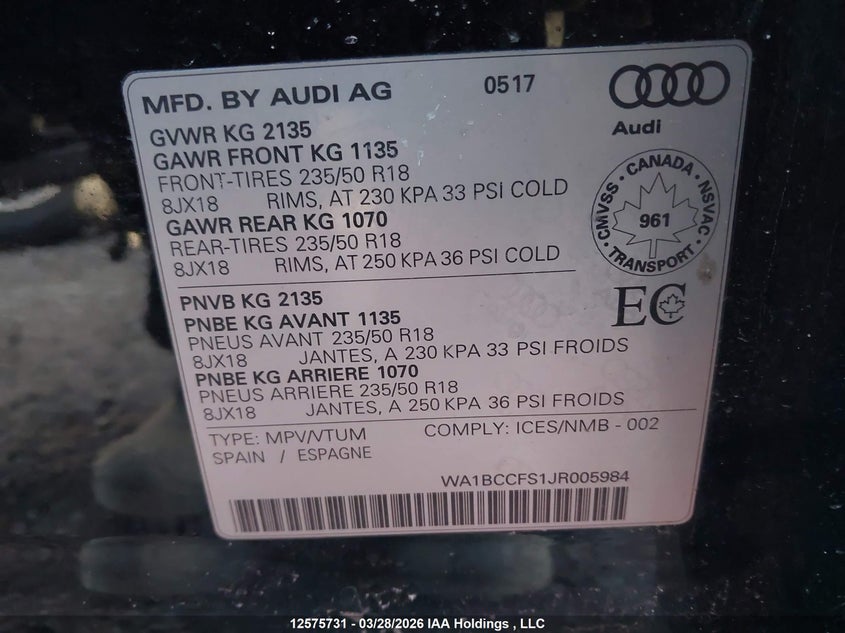 MFD. BY AUDI AG 0517
Audi
GVWR KG 2135
GAWR FRONT KG 1135
FRONT-TIRES 235/50 R18
8JX18 RIMS, AT 230 KPA 33 PSI COLD
GAWR REAR KG 1070
REAR-TIRES 235/50 R18
8JX18 RIMS, AT 250 KPA 36 PSI COLD
CMVSS • CANADA • NSVAC
961
TRANSPORT
EC
PNVB KG 2135
PNBE KG AVANT 1135
PNEUS AVANT 235/50 R18
8JX18 JANTES, A 230 KPA 33 PSI FROIDS
PNBE KG ARRIERE 1070
PNEUS ARRIERE 235/50 R18
8JX18 JANTES, A 250 KPA 36 PSI FROIDS
TYPE: MPV/VTUM COMPLY: ICES/NMB - 002
SPAIN / ESPAGNE
WA1BCCFS1JR005984
12575731 - 03/28/2026 IAA Holdings , LLC